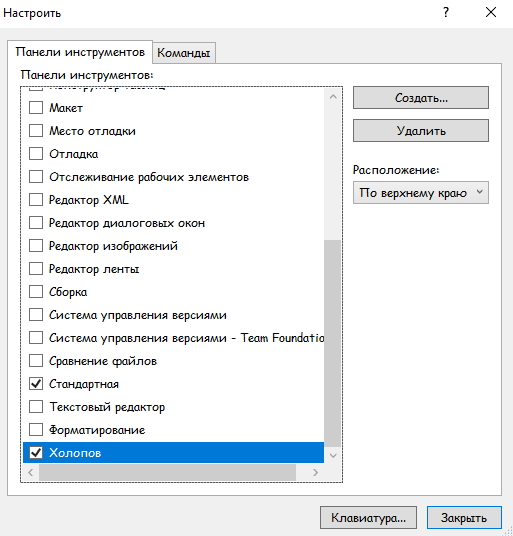 Настроить
?
Панели инструментов
Команды
Панели инструментов:
Макет
Место отладки
Отладка
Отслеживание рабочих элементов
Редактор XML
Редактор диалоговых окон
Редактор изображений
Редактор ленты
Сборка
Система управления версиями
Система управления версиями - Team Foundatio
Сравнение файлов
Стандартная
Текстовый редактор
Форматирование
Холопов
Создать...
Удалить
Расположение:
По верхнему краю
Клавиатура...
Закрыть